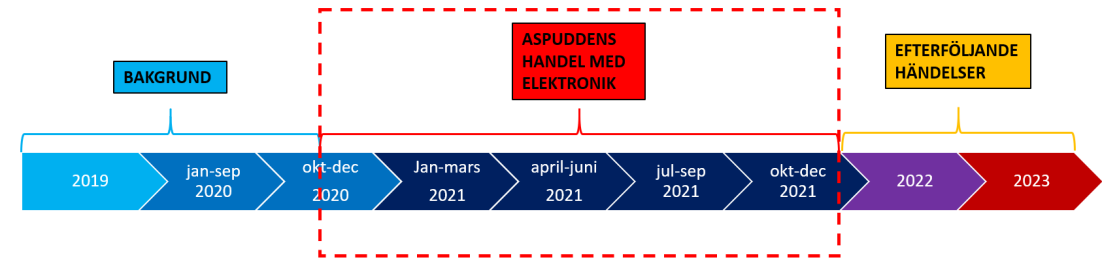 BAKGRUND
ASPUDDENS
HANDEL MED
ELEKTRONIK
EFTERFÖLJANDE
HÄNDELSER
2019
jan-sep
2020
okt-dec
2020
Jan-mars
2021
april-juni
2021
jul-sep
2021
okt-dec
2021
2022
2023